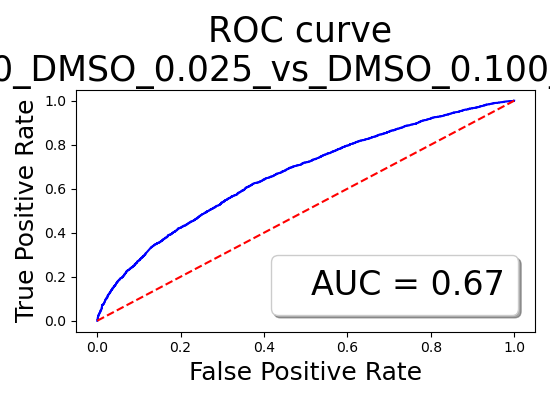 ROC curve
0_DMSO_0.025_vs_DMSO_0.100_
True Positive Rate
1.0
0.8
0.6
0.4
0.2
0.0
AUC = 0.67
0.0 0.2 0.4 0.6 0.8 1.0
False Positive Rate